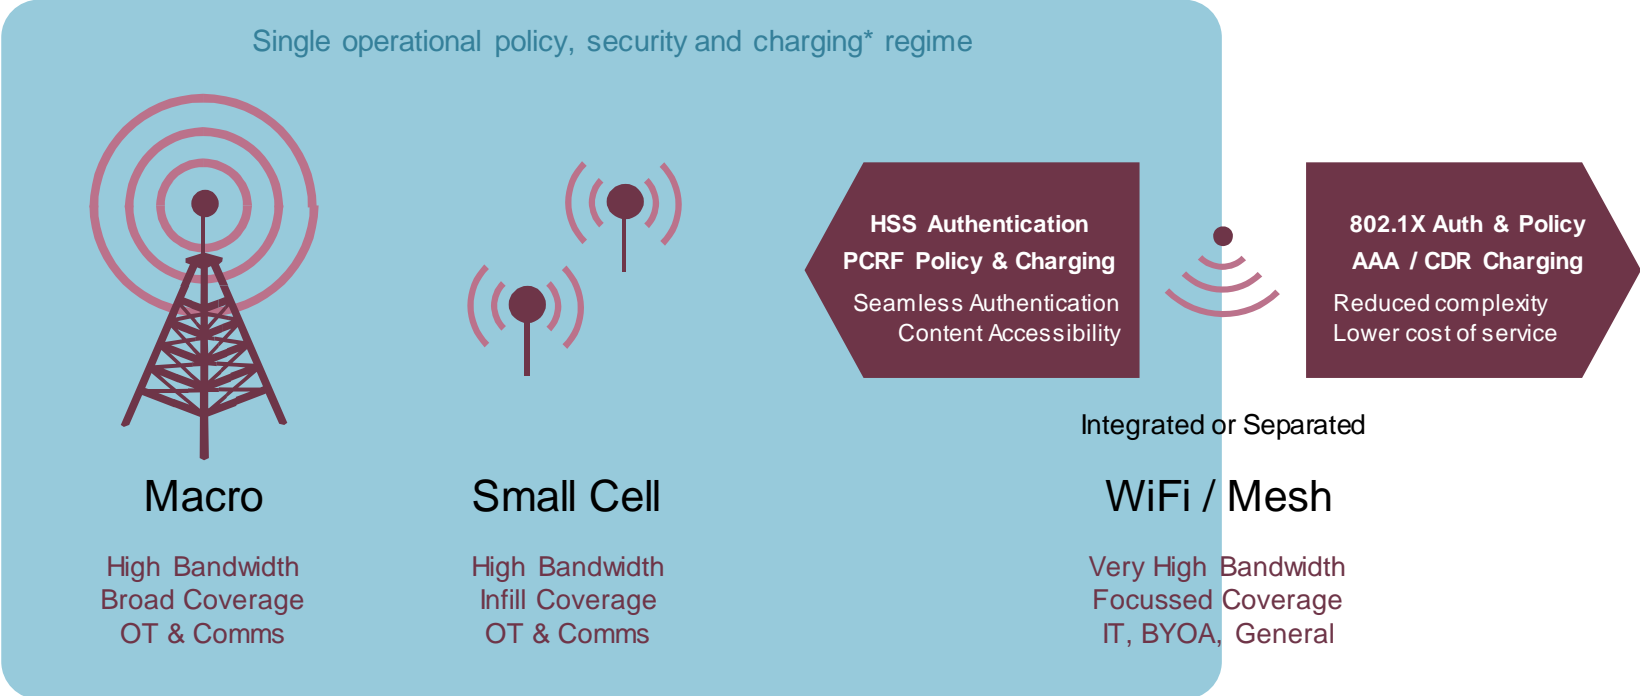 Single operational policy, security and charging* regime
HSS Authentication
PCRF Policy & Charging
Seamless Authentication
Content Accessibility
802.1X Auth & Policy
AAA / CDR Charging
Reduced complexity
Lower cost of service
Integrated or Separated
Macro
High Bandwidth
Broad Coverage
OT & Comms
Small Cell
High Bandwidth
Infill Coverage
OT & Comms
WiFi / Mesh
Very High Bandwidth
Focussed Coverage
IT, BYOA, General